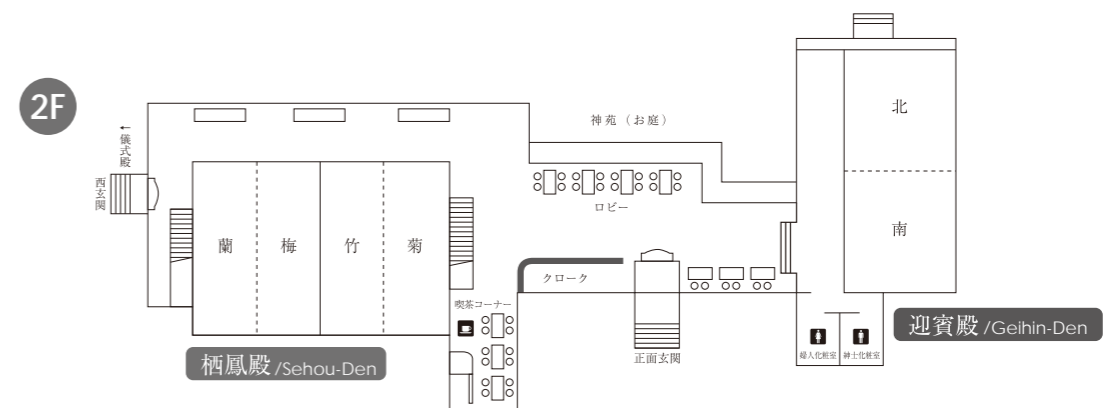 2F
←儀式殿
西玄関
蘭
梅
竹
菊
栖鳳殿 /Sehou-Den
喫茶コーナー
クローク
正面玄関
ロビー
神苑（お庭）
北
南
婦人化粧室
紳士化粧室
迎賓殿 /Geihin-Den